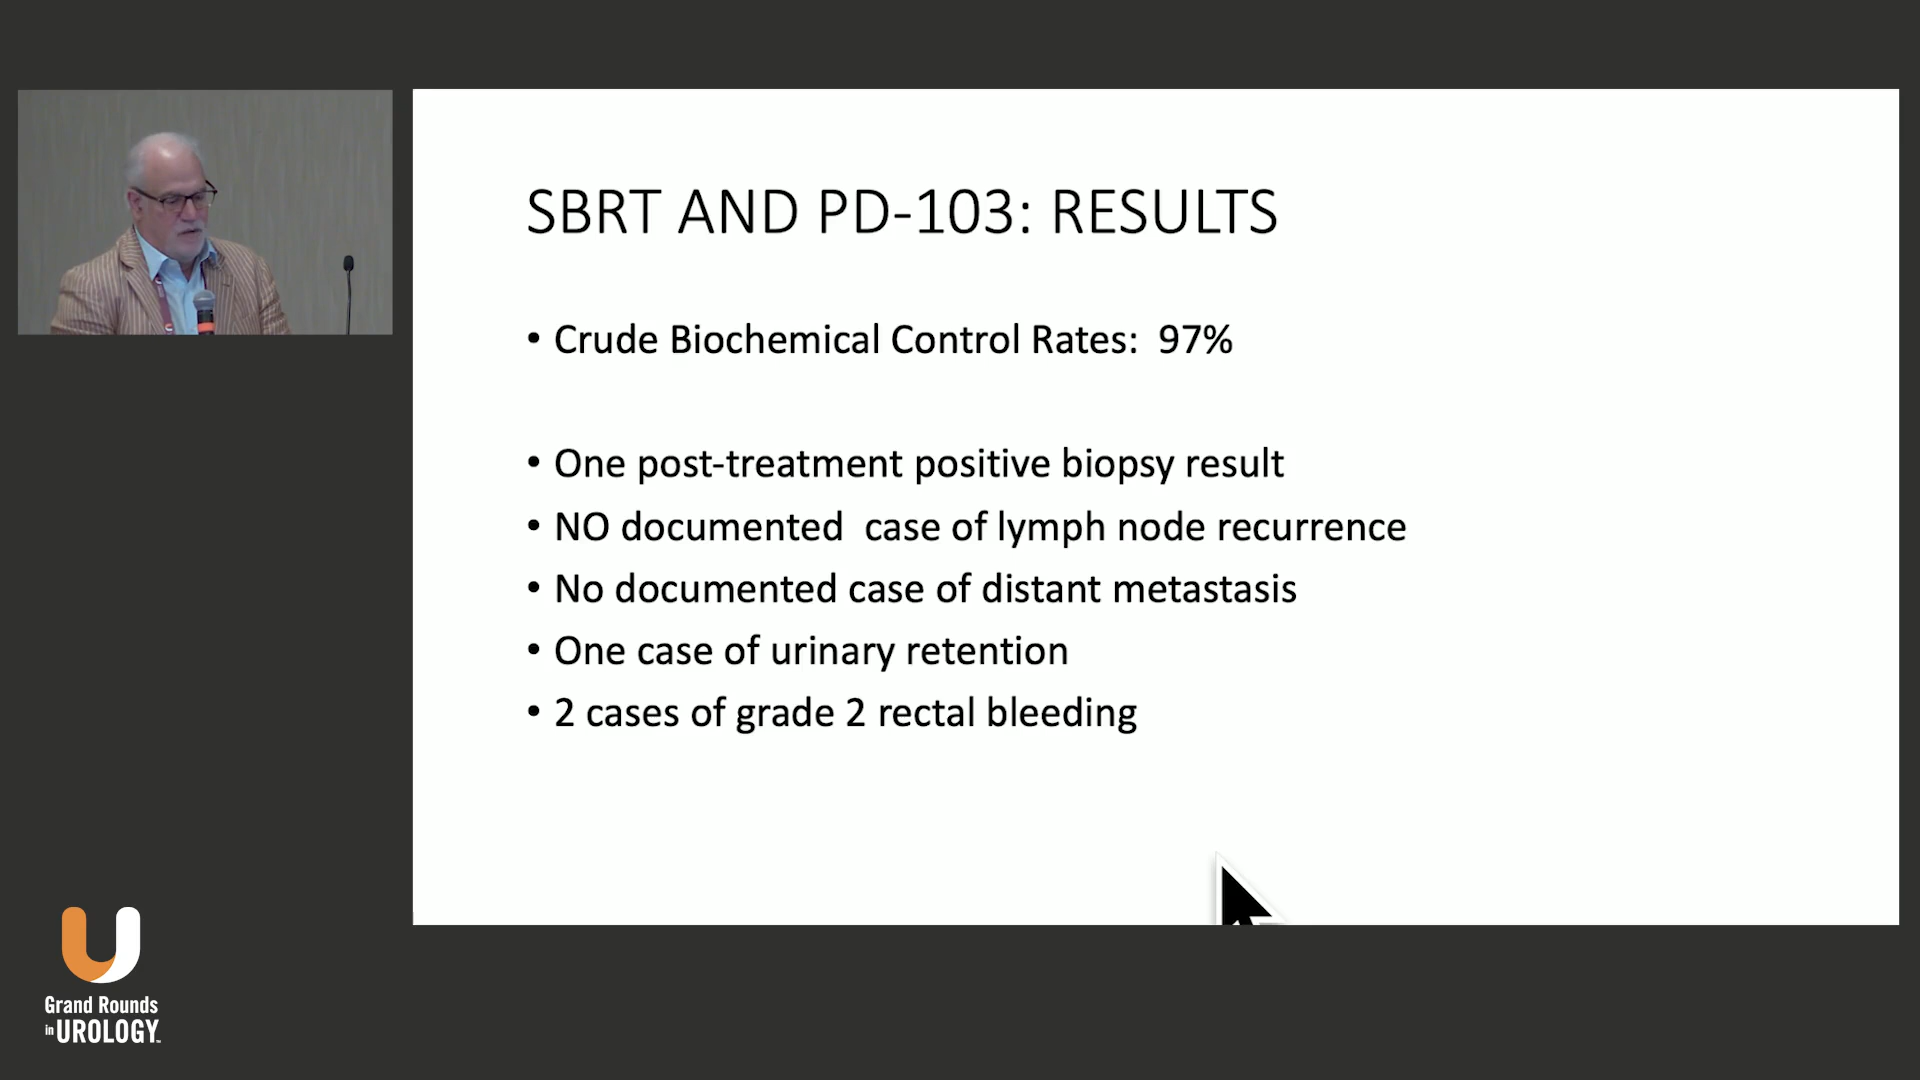 SBRT AND PD-103: RESULTS
• Crude Biochemical Control Rates:  97%
• One post-treatment positive biopsy result
• NO documented  case of lymph node recurrence
• No documented case of distant metastasis
• One case of urinary retention
• 2 cases of grade 2 rectal bleeding
Grand Rounds
in UROLOGY™